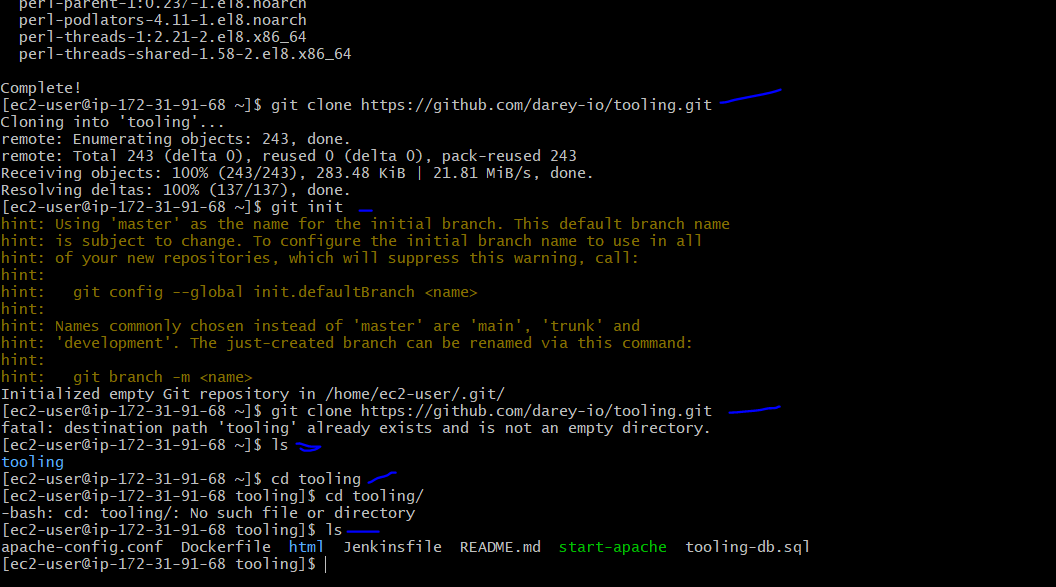 perl-parent-1:0.237-1.el8.noarch
perl-podlators-4.11-1.el8.noarch
perl-threads-1:2.21-2.el8.x86_64
perl-threads-shared-1.58-2.el8.x86_64
Complete!
[ec2-user@ip-172-31-91-68 ~]$ git clone https://github.com/darey-io/tooling.git
Cloning into 'tooling'...
remote: Enumerating objects: 243, done.
remote: Total 243 (delta 0), reused 0 (delta 0), pack-reused 243
Receiving objects: 100% (243/243), 283.48 KiB | 21.81 MiB/s, done.
Resolving deltas: 100% (137/137), done.
[ec2-user@ip-172-31-91-68 ~]$ git init
hint: Using 'master' as the name for the initial branch. This default branch name
hint: is subject to change. To configure the initial branch name to use in all
hint: of your new repositories, which will suppress this warning, call:
hint:
hint:   git config --global init.defaultBranch <name>
hint:
hint: Names commonly chosen instead of 'master' are 'main', 'trunk' and
hint: 'development'. The just-created branch can be renamed via this command:
hint:
hint:   git branch -m <name>
Initialized empty Git repository in /home/ec2-user/.git/
[ec2-user@ip-172-31-91-68 ~]$ git clone https://github.com/darey-io/tooling.git
fatal: destination path 'tooling' already exists and is not an empty directory.
[ec2-user@ip-172-31-91-68 ~]$ ls
tooling
[ec2-user@ip-172-31-91-68 ~]$ cd tooling
[ec2-user@ip-172-31-91-68 tooling]$ cd tooling/
-bash: cd: tooling/: No such file or directory
[ec2-user@ip-172-31-91-68 tooling]$ ls
apache-config.conf  Dockerfile  html  Jenkinsfile  README.md  start-apache  tooling-db.sql
[ec2-user@ip-172-31-91-68 tooling]$